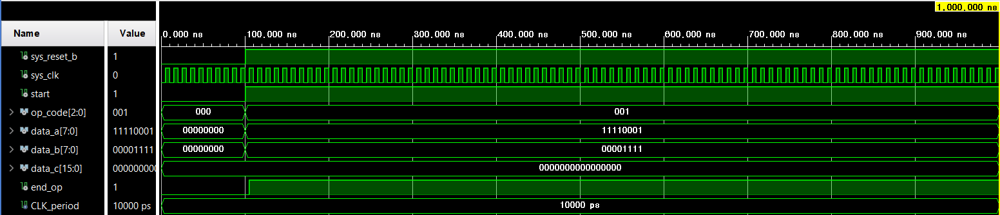 1,000.000 ns
Name Value 0.000 ns 100.000 ns 200.000 ns 300.000 ns 400.000 ns 500.000 ns 600.000 ns 700.000 ns 800.000 ns 900.000 ns
sys_reset_b 1
sys_clk 0
start 1
op_code[2:0] 001 000 001
data_a[7:0] 11110001 00000000 11110001
data_b[7:0] 00001111 00000000 00001111
data_c[15:0] 000000000 0000000000000000
end_op 1
CLK_period 10000 ps 10000 ps